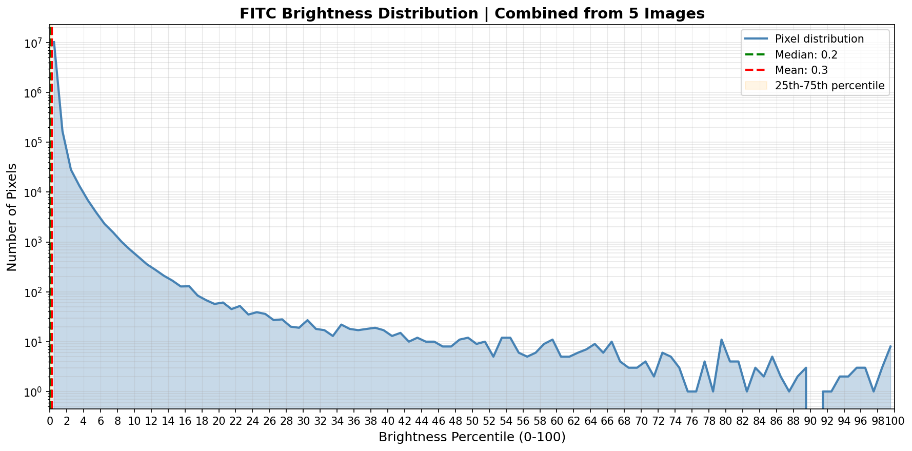 FITC Brightness Distribution | Combined from 5 Images
Number of Pixels
10^7
10^6
10^5
10^4
10^3
10^2
10^1
10^0
Pixel distribution
Median: 0.2
Mean: 0.3
25th-75th percentile
0 2 4 6 8 10 12 14 16 18 20 22 24 26 28 30 32 34 36 38 40 42 44 46 48 50 52 54 56 58 60 62 64 66 68 70 72 74 76 78 80 82 84 86 88 90 92 94 96 98 100
Brightness Percentile (0-100)